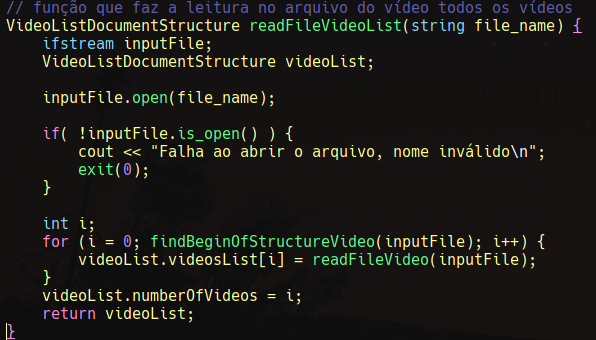 // função que faz a leitura no arquivo do vídeo todos os vídeos
VideoListDocumentStructure readFileVideoList(string file_name) {
    ifstream inputFile;
    VideoListDocumentStructure videoList;

    inputFile.open(file_name);

    if( !inputFile.is_open() ) {
        cout << "Falha ao abrir o arquivo, nome inválido\n";
        exit(0);
    }

    int i;
    for (i = 0; findBeginOfStructureVideo(inputFile); i++) {
        videoList.videosList[i] = readFileVideo(inputFile);
    }
    videoList.numberOfVideos = i;
    return videoList;
}